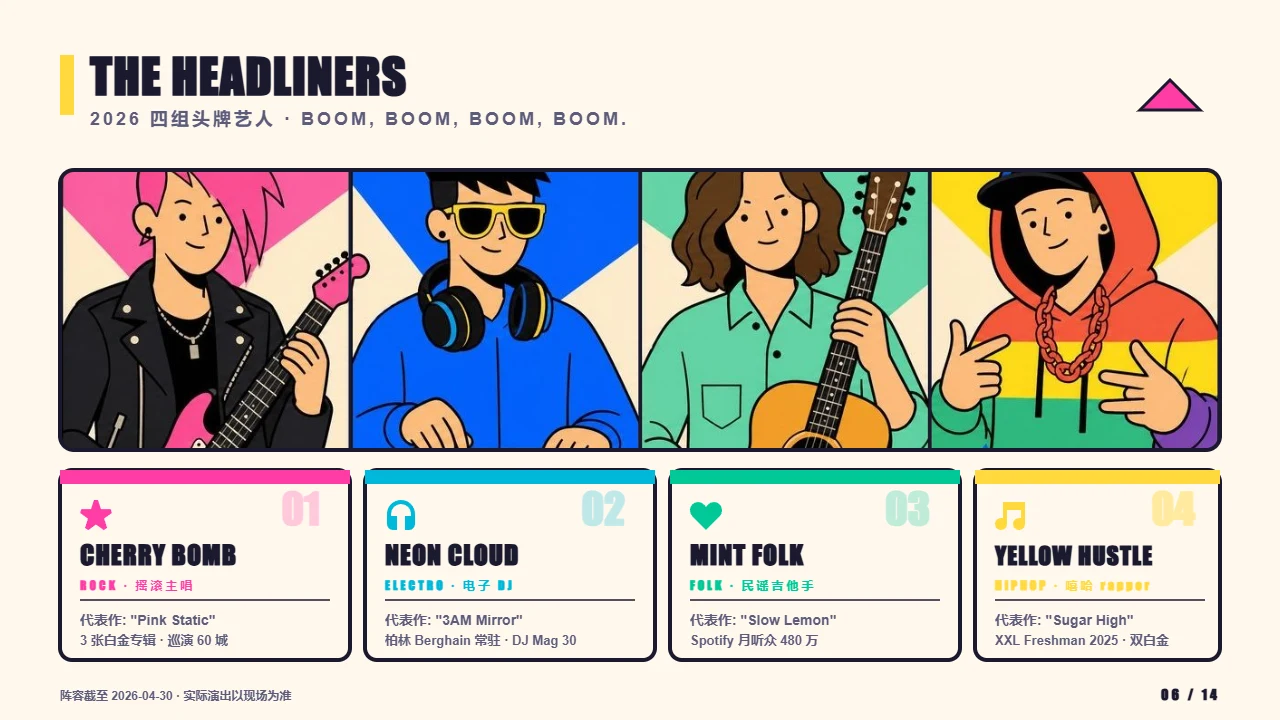 THE HEADLINERS
2026 四组头牌艺人 · BOOM, BOOM, BOOM, BOOM.
01
CHERRY BOMB
ROCK · 摇滚主唱
代表作: "Pink Static"
3 张白金专辑 · 巡演 60 城
02
NEON CLOUD
ELECTRO · 电子 DJ
代表作: "3AM Mirror"
柏林 Berghain 常驻 · DJ Mag 30
03
MINT FOLK
FOLK · 民谣吉他手
代表作: "Slow Lemon"
Spotify 月听众 480 万
04
YELLOW HUSTLE
HIPHOP · 嘻哈 rapper
代表作: "Sugar High"
XXL Freshman 2025 · 双白金
阵容截至 2026-04-30 · 实际演出以现场为准
06 / 14